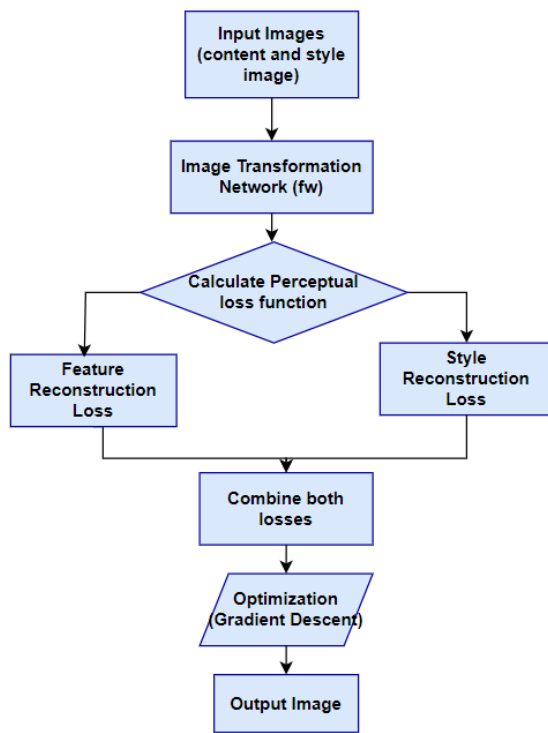 Input Images
(content and style
image)
Image Transformation
Network (fw)
Calculate Perceptual
loss function
Feature
Reconstruction
Loss
Style
Reconstruction
Loss
Combine both
losses
Optimization
(Gradient Descent)
Output Image